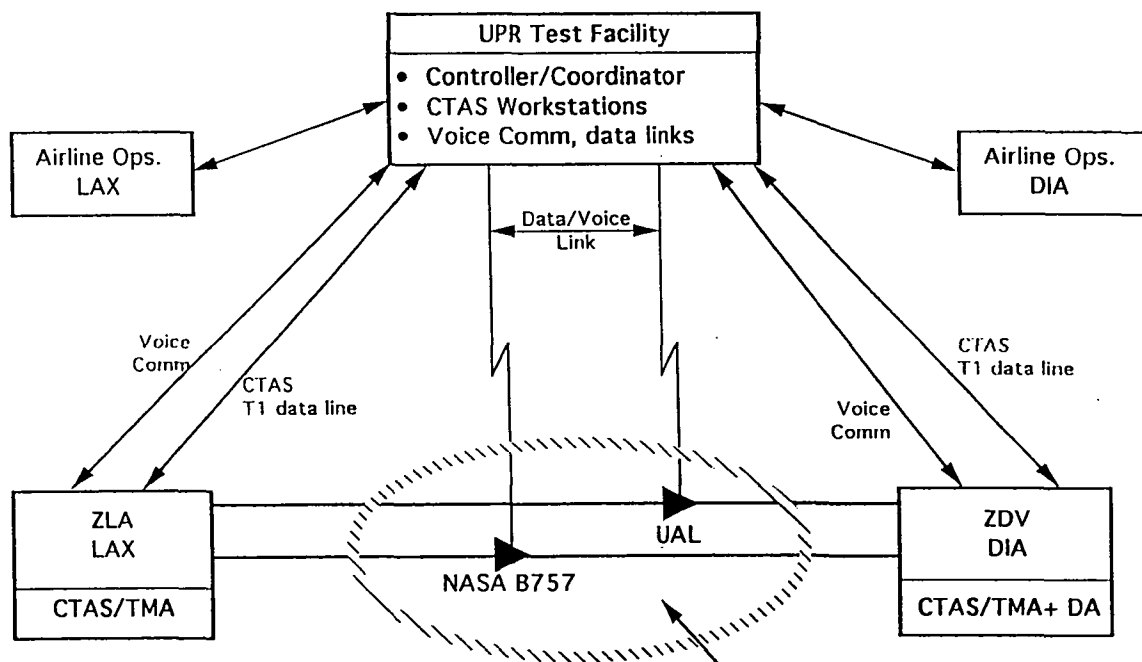 UPR Test Facility
• Controller/Coordinator
• CTAS Workstations
• Voice Comm, data links
Airline Ops.
LAX
Airline Ops.
DIA
Data/Voice
Link
Voice
Comm
CTAS
T1 data line
CTAS
T1 data line
Voice
Comm
ZLA
LAX
CTAS/TMA
UAL
NASA B757
ZDV
DIA
CTAS/TMA+ DA